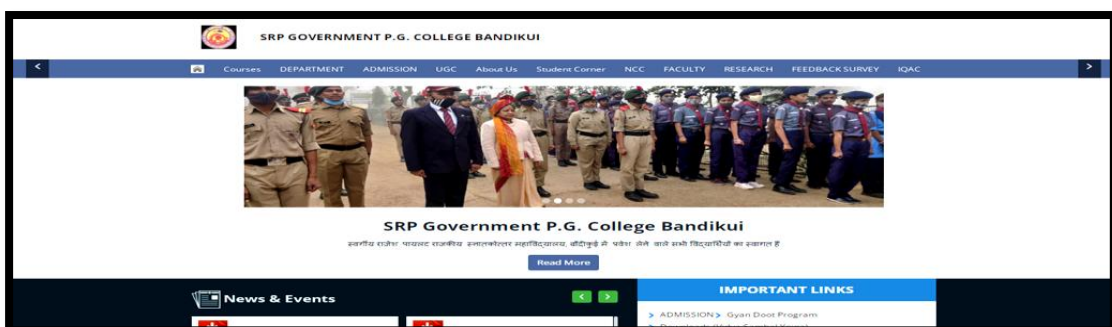 SRP GOVERNMENT P.G. COLLEGE BANDIKUI
Courses DEPARTMENT ADMISSION UGC About Us Student Corner NCC FACULTY RESEARCH FEEDBACK SURVEY IQAC
SRP Government P.G. College Bandikui
स्वर्गीय राजेश पायलट राजकीय स्नातकोत्तर महाविद्यालय, बाँदीकुई में प्रवेश लेने वाले सभी विद्यार्थियों का स्वागत है
Read More
News & Events
IMPORTANT LINKS
> ADMISSION > Gyan Doot Program